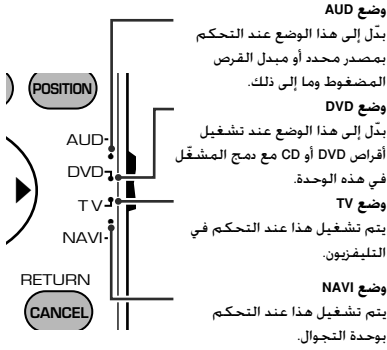 وضع AUD
بدّل إلى هذا الوضع عند التحكم
بمصدر محدد أو مبدل القرص
المضغوط وما إلى ذلك.
وضع DVD
بدّل إلى هذا الوضع عند تشغيل
أقراص DVD أو CD مع دمج المشغّل
في هذه الوحدة.
وضع TV
يتم تشغيل هذا عند التحكم في
التليفزيون.
وضع NAVI
يتم تشغيل هذا عند التحكم
بوحدة التجوال.
POSITION
AUD
DVD
TV
NAVI
RETURN
CANCEL